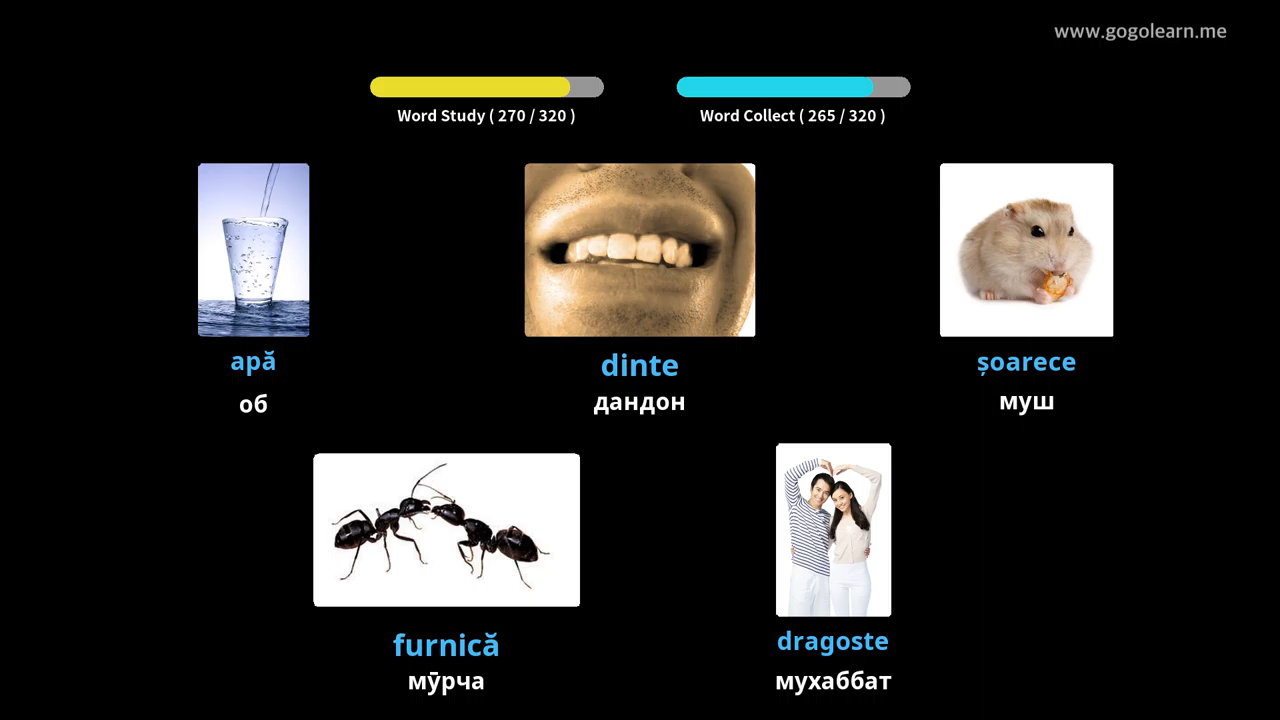 www.gogolearn.me
Word Study ( 270 / 320 )
Word Collect ( 265 / 320 )
apă
dinte
șoarece
об
дандон
муш
furnică
dragoste
мӯрча
мухаббат